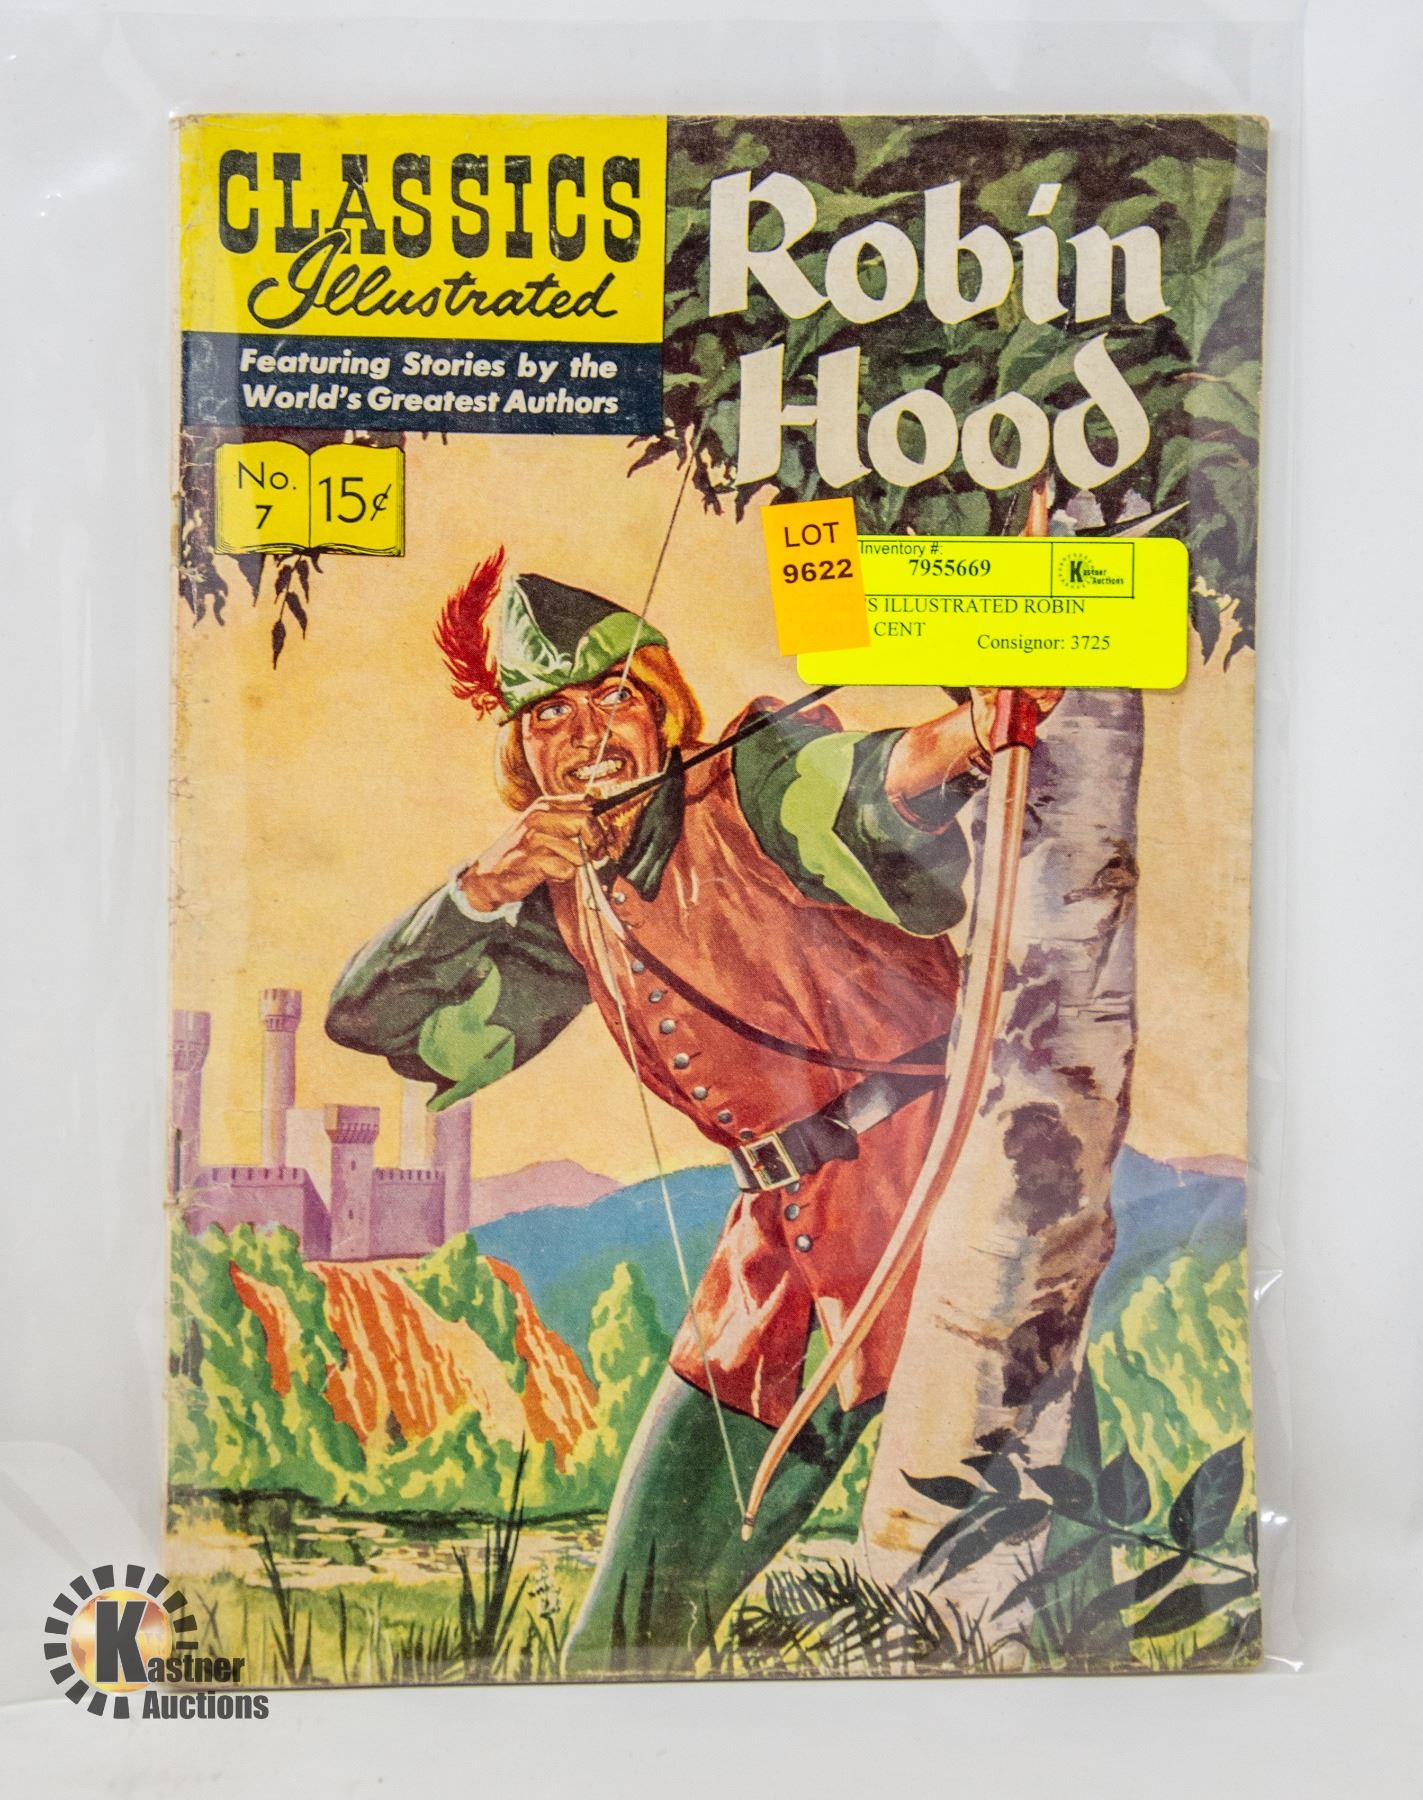 CLASSICS
Illustrated
Featuring Stories by the
World's Greatest Authors
No.
7
15¢
Robin
Hood
LOT
9622
Inventory #:
7955669
Kastner
Auctions
'S ILLUSTRATED ROBIN
CENT
Consignor: 3725
Kastner
Auctions